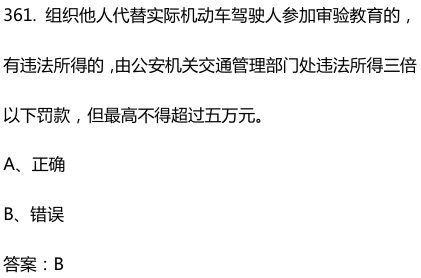 361. 组织他人代替实际机动车驾驶人参加审验教育的，
有违法所得的，由公安机关交通管理部门处违法所得三倍
以下罚款，但最高不得超过五万元。
A、正确
B、错误
答案：B